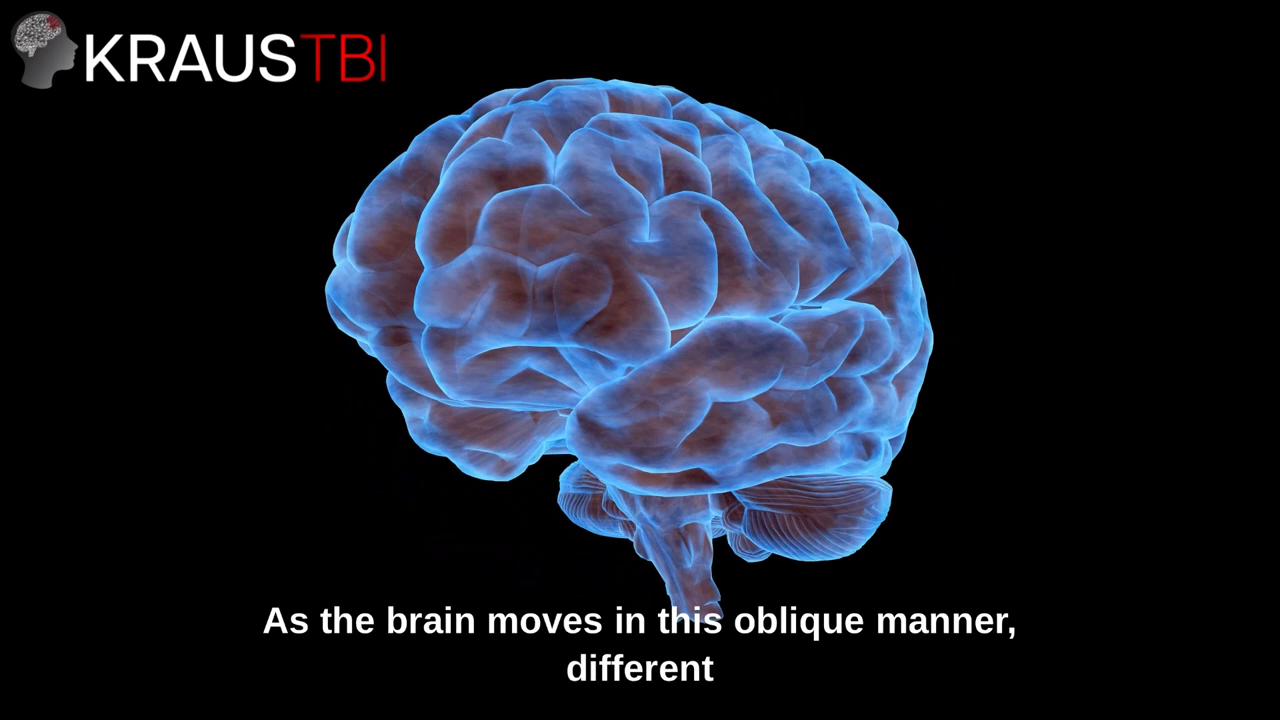 KRAUSTBI
As the brain moves in this oblique manner,
different